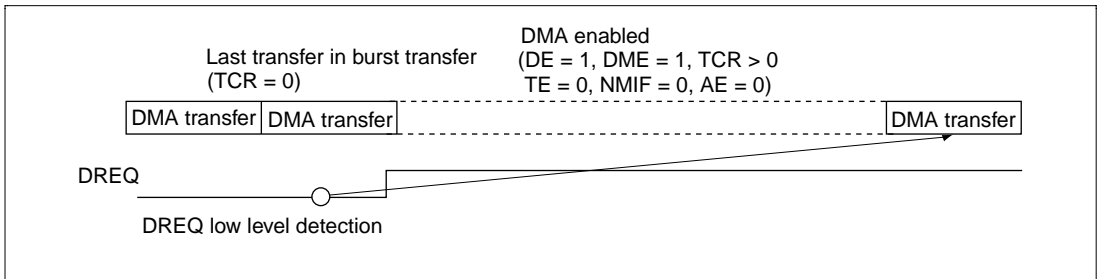 Last transfer in burst transfer
(TCR = 0)
DMA enabled
(DE = 1, DME = 1, TCR > 0
TE = 0, NMIF = 0, AE = 0)
DMA transfer
DMA transfer
DMA transfer
DREQ
DREQ low level detection